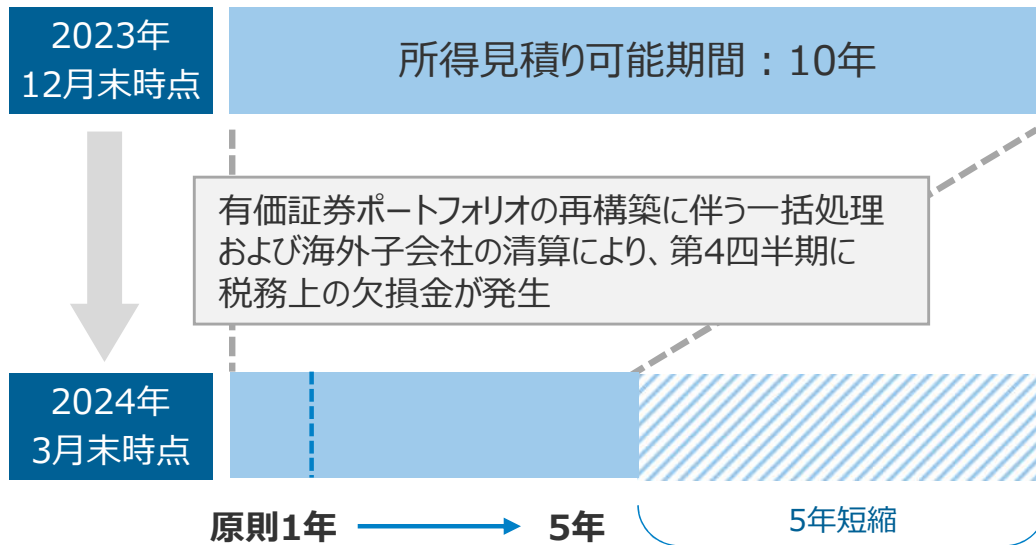 2023年
12月末時点
所得見積り可能期間：10年
有価証券ポートフォリオの再構築に伴う一括処理
および海外子会社の清算により、第4四半期に
税務上の欠損金が発生
2024年
3月末時点
原則1年
5年
5年短縮